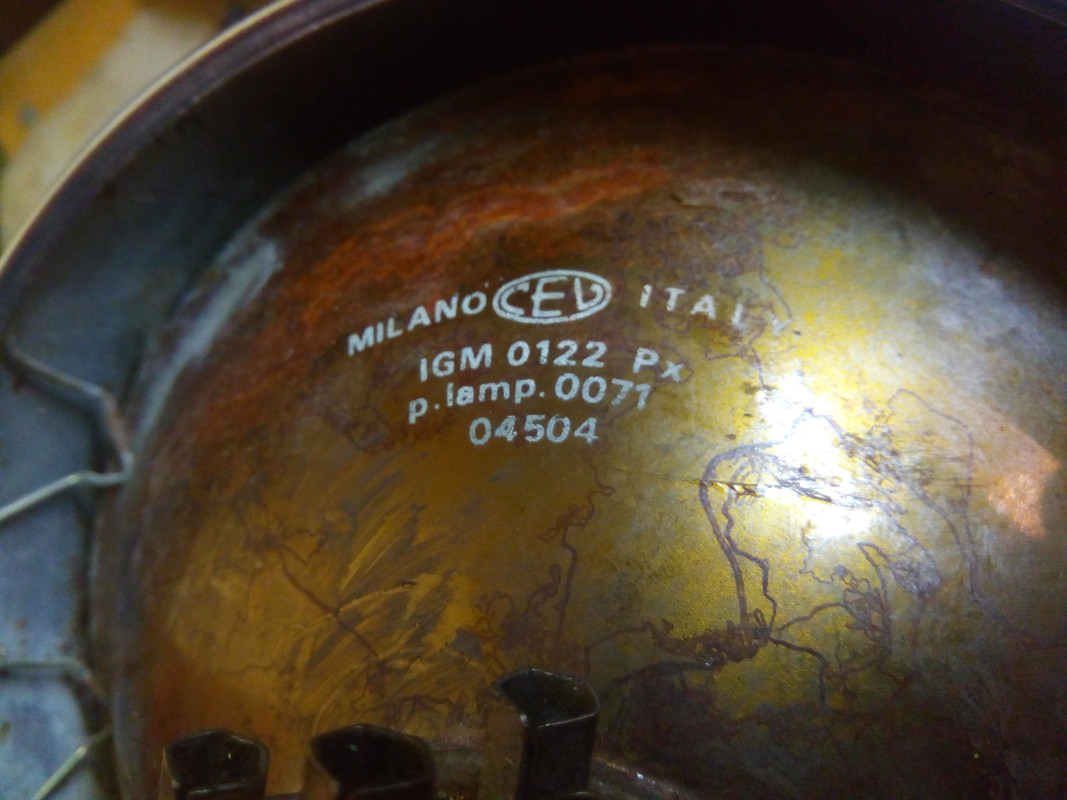 MILANO CEV ITALY
IGM 0122 Px
p.lamp.0071
04504